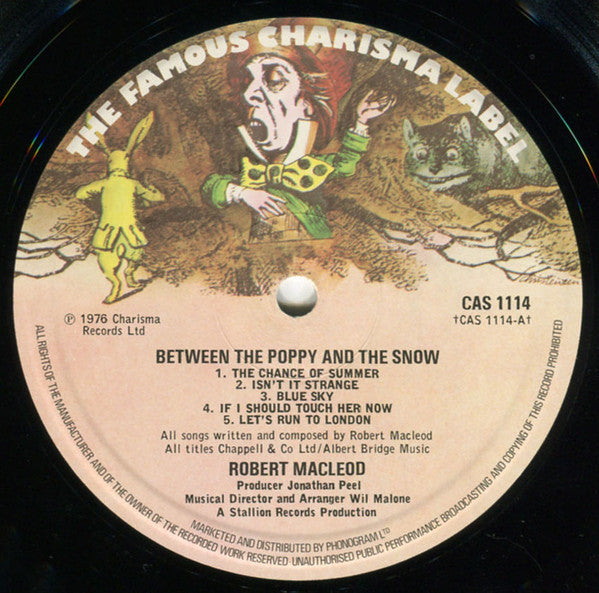 THE FAMOUS CHARISMA LABEL
℗ 1976 Charisma
Records Ltd
CAS 1114
†CAS 1114-A†
BETWEEN THE POPPY AND THE SNOW
1. THE CHANCE OF SUMMER
2. ISN'T IT STRANGE
3. BLUE SKY
4. IF I SHOULD TOUCH HER NOW
5. LET'S RUN TO LONDON
All songs written and composed by Robert Macleod
All titles Chappell & Co Ltd/Albert Bridge Music
ROBERT MACLEOD
Producer Jonathan Peel
Musical Director and Arranger Wil Malone
A Stallion Records Production
MARKETED AND DISTRIBUTED BY PHONOGRAM LTD
ALL RIGHTS OF THE MANUFACTURER AND OF THE OWNER OF THE RECORDED WORK RESERVED·UNAUTHORISED PUBLIC PERFORMANCE BROADCASTING AND COPYING OF THIS RECORD PROHIBITED